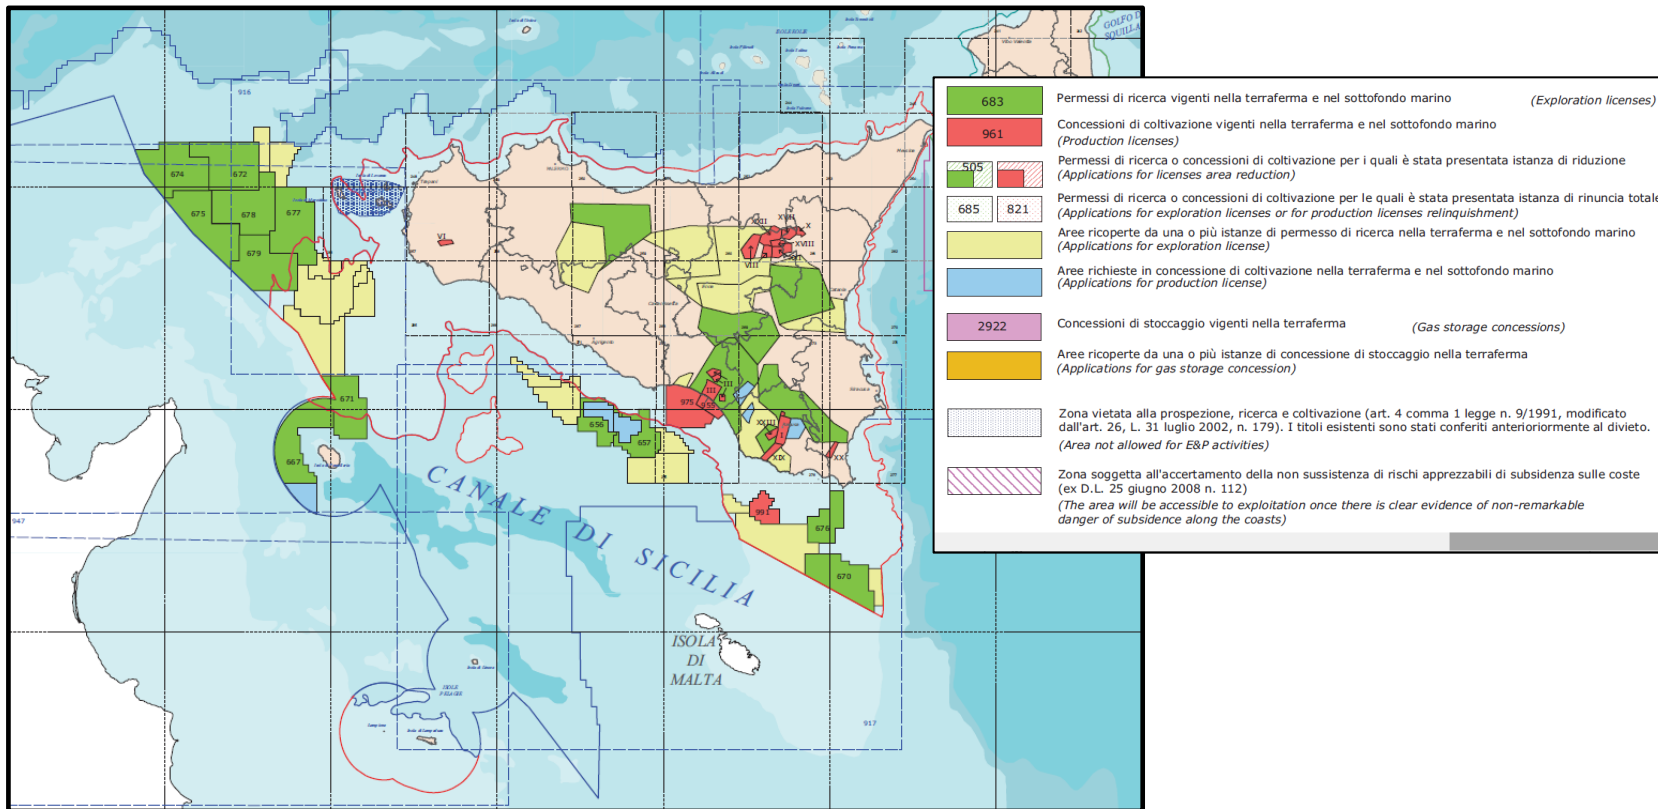 916
GOLFO D
SQUILLA
ISOLE EOLIE
674
672
675
678
677
679
VI
XVIII
VIII
X
671
667
656
657
975
III
III
XXIII
I
XIX
XX
991
676
670
CANALE DI SICILIA
ISOLA
DI
MALTA
947
917
683
Permessi di ricerca vigenti nella terraferma e nel sottofondo marino (Exploration licenses)
961
Concessioni di coltivazione vigenti nella terraferma e nel sottofondo marino
(Production licenses)
505
Permessi di ricerca o concessioni di coltivazione per i quali è stata presentata istanza di riduzione
(Applications for licenses area reduction)
685 821
Permessi di ricerca o concessioni di coltivazione per le quali è stata presentata istanza di rinuncia totale
(Applications for exploration licenses or for production licenses relinquishment)
Aree ricoperte da una o più istanze di permesso di ricerca nella terraferma e nel sottofondo marino
(Applications for exploration license)
Aree richieste in concessione di coltivazione nella terraferma e nel sottofondo marino
(Applications for production license)
2922
Concessioni di stoccaggio vigenti nella terraferma (Gas storage concessions)
Aree ricoperte da una o più istanze di concessione di stoccaggio nella terraferma
(Applications for gas storage concession)
Zona vietata alla prospezione, ricerca e coltivazione (art. 4 comma 1 legge n. 9/1991, modificato
dall'art. 26, L. 31 luglio 2002, n. 179). I titoli esistenti sono stati conferiti anteriormente al divieto.
(Area not allowed for E&P activities)
Zona soggetta all'accertamento della non sussistenza di rischi apprezzabili di subsidenza sulle coste
(ex D.L. 25 giugno 2008 n. 112)
(The area will be accessible to exploitation once there is clear evidence of non-remarkable
danger of subsidence along the coasts)